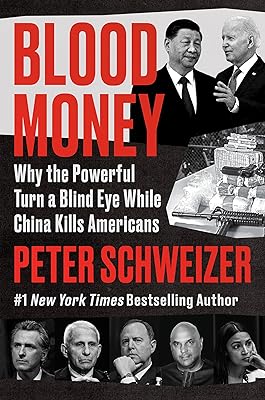 BLOOD
MONEY
Why the Powerful
Turn a Blind Eye While
China Kills Americans
PETER SCHWEIZER
#1 New York Times Bestselling Author